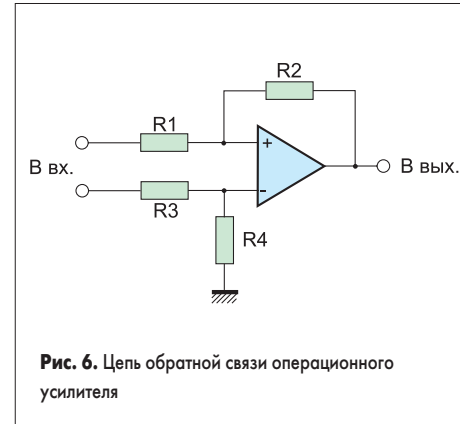 R2
R1
+
В вх.
В вых.
-
R3
R4
Рис. 6. Цепь обратной связи операционного
усилителя